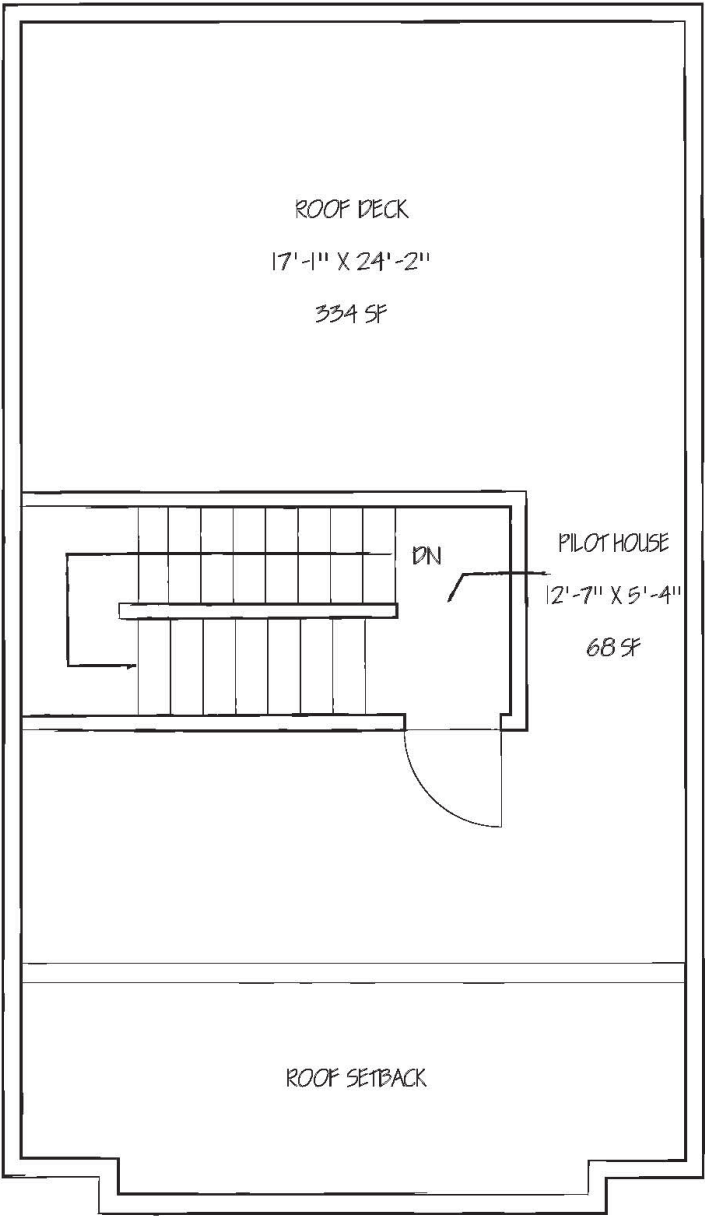 ROOF DECK
17'-1" X 24'-2"
334 SF
DN
PILOT HOUSE
12'-7" X 5'-4"
68 SF
ROOF SETBACK